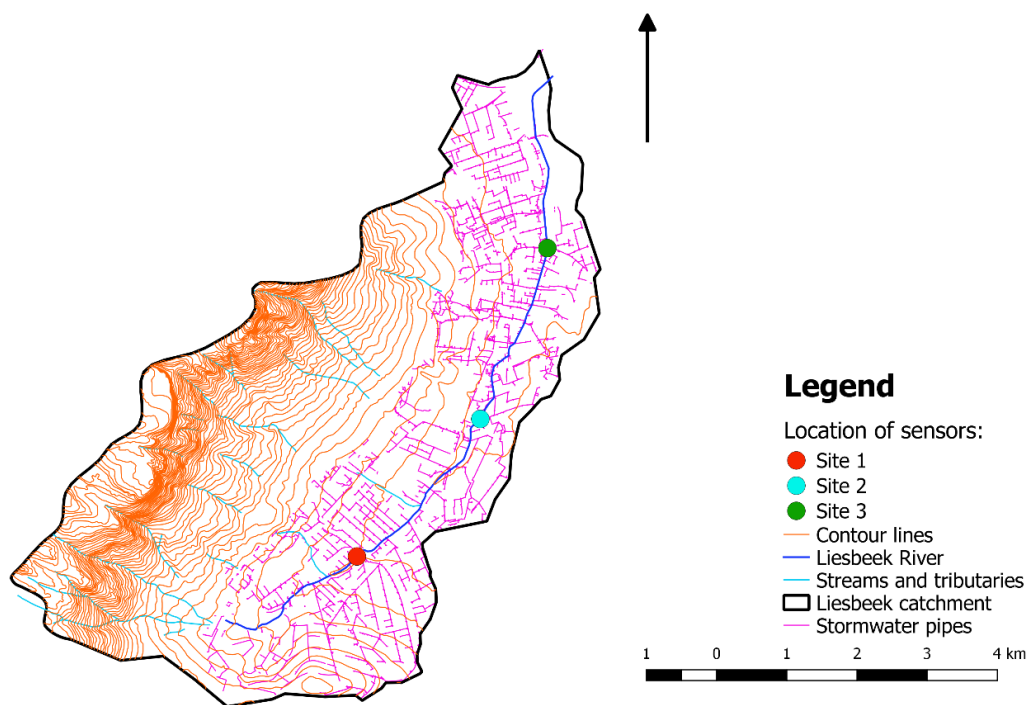 Legend
Location of sensors:
Site 1
Site 2
Site 3
Contour lines
Liesbeek River
Streams and tributaries
Liesbeek catchment
Stormwater pipes
1 0 1 2 3 4 km